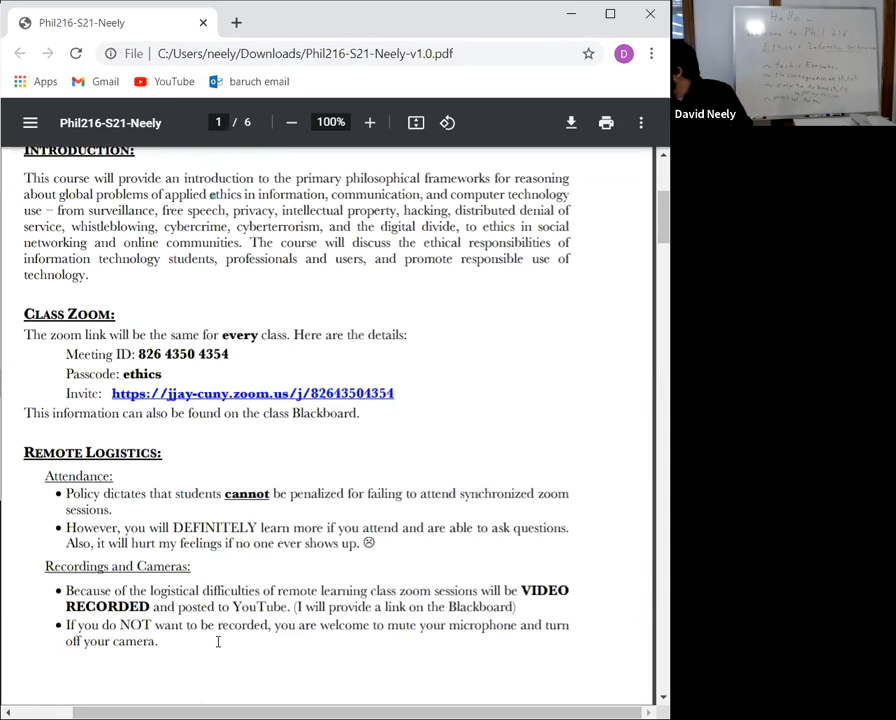 Phil216-S21-Neely
File | C:/Users/neely/Downloads/Phil216-S21-Neely-v1.0.pdf
D
Apps
Gmail
YouTube
baruch email
Phil216-S21-Neely
1 / 6
100%
INTRODUCTION:
This course will provide an introduction to the primary philosophical frameworks for reasoning
about global problems of applied ethics in information, communication, and computer technology
use – from surveillance, free speech, privacy, intellectual property, hacking, distributed denial of
service, whistleblowing, cybercrime, cyberterrorism, and the digital divide, to ethics in social
networking and online communities. The course will discuss the ethical responsibilities of
information technology students, professionals and users, and promote responsible use of
technology.
CLASS ZOOM:
The zoom link will be the same for every class. Here are the details:
Meeting ID: 826 4350 4354
Passcode: ethics
Invite: https://jjay-cuny.zoom.us/j/82643504354
This information can also be found on the class Blackboard.
REMOTE LOGISTICS:
Attendance:
• Policy dictates that students cannot be penalized for failing to attend synchronized zoom
sessions.
• However, you will DEFINITELY learn more if you attend and are able to ask questions.
Also, it will hurt my feelings if no one ever shows up. ☹
Recordings and Cameras:
• Because of the logistical difficulties of remote learning class zoom sessions will be VIDEO
RECORDED and posted to YouTube. (I will provide a link on the Blackboard)
• If you do NOT want to be recorded, you are welcome to mute your microphone and turn
off your camera.
Hello
welcome to Phil 216
Ethics + Information Technology
~ tech is Everywhere
David Neely